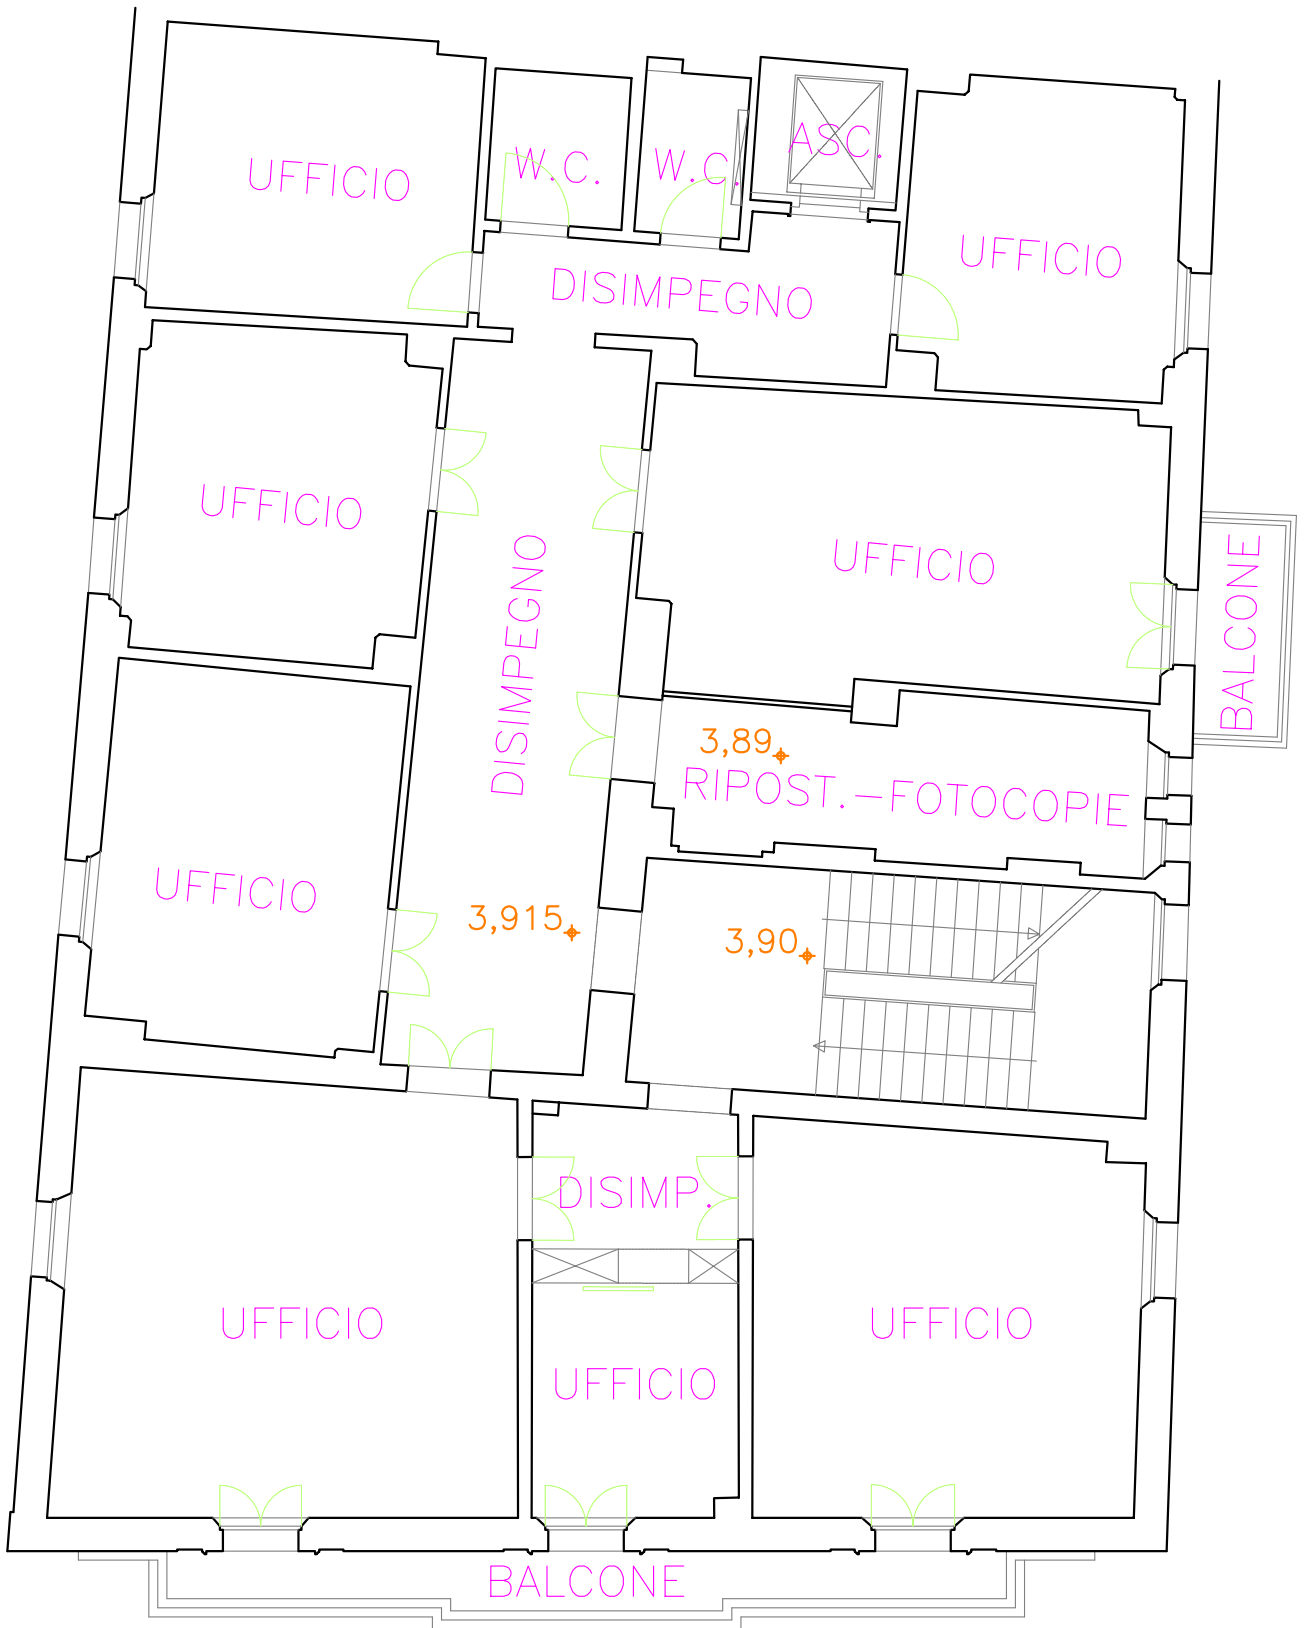 ASC.
W.C.
W.C.
UFFICIO
UFFICIO
DISIMPEGNO
UFFICIO
UFFICIO
BALCONE
DISIMPEGNO
3,89
RIPOST.-FOTOCOPIE
UFFICIO
3,915
3,90
DISIMP.
UFFICIO
UFFICIO
UFFICIO
BALCONE